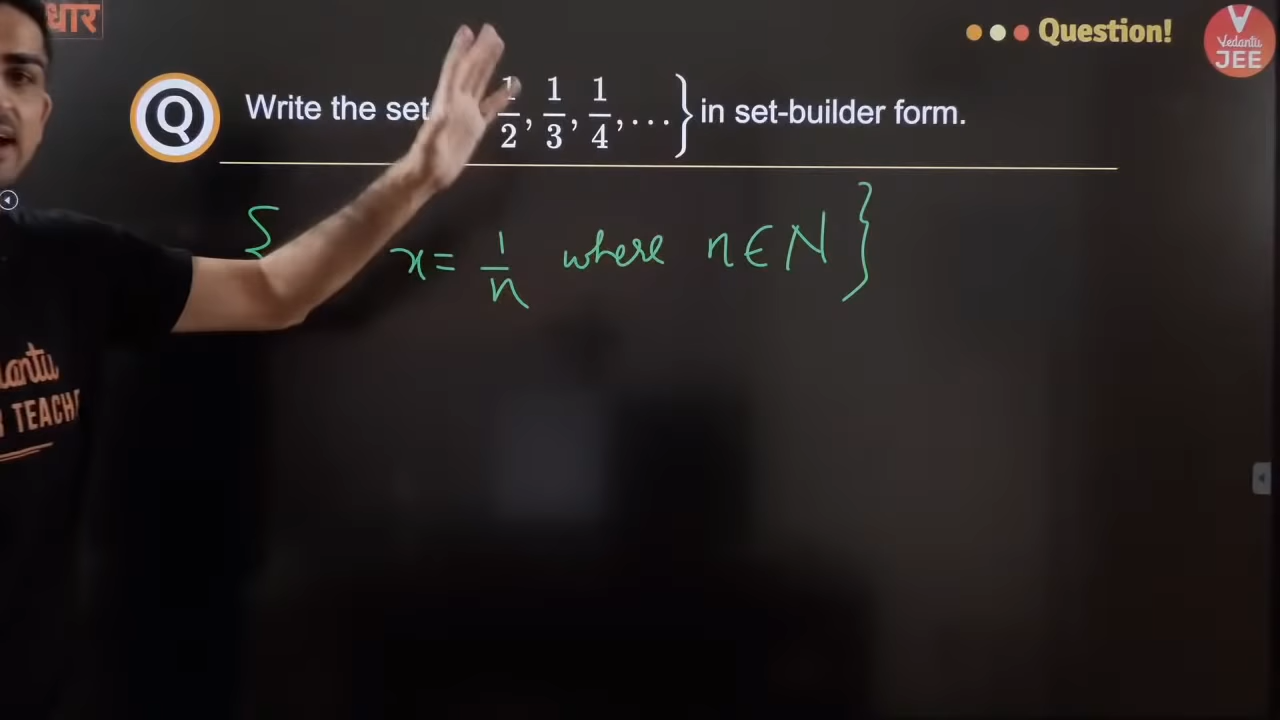 धार
Question!
Vedantu
JEE
Q
Write the set 1/2, 1/3, 1/4, ...} in set-builder form.
{ x = 1/n where n ∈ N }
TEACH